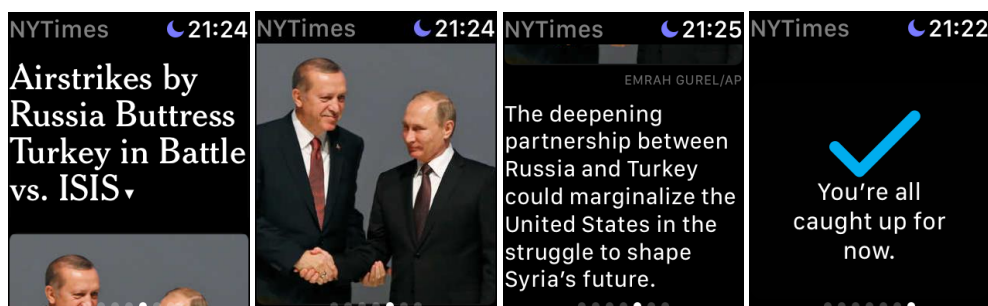 NYTimes 21:24
Airstrikes by
Russia Buttress
Turkey in Battle
vs. ISIS ▾
NYTimes 21:24
NYTimes 21:25
EMRAH GUREL/AP
The deepening
partnership between
Russia and Turkey
could marginalize the
United States in the
struggle to shape
Syria’s future.
NYTimes 21:22
You’re all
caught up for
now.